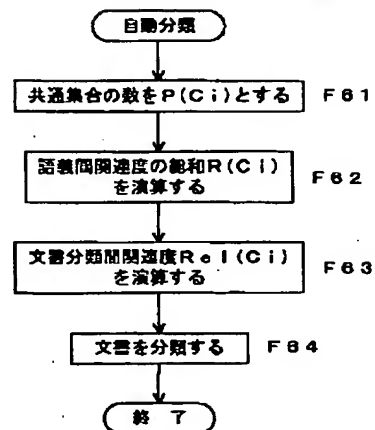 自動分類
共通集合の数をP(Ci)とする
F61
語義間関連度の総和R(Ci)
を演算する
F62
文書分類間関連度Rel(Ci)
を演算する
F63
文書を分類する
F64
終 了